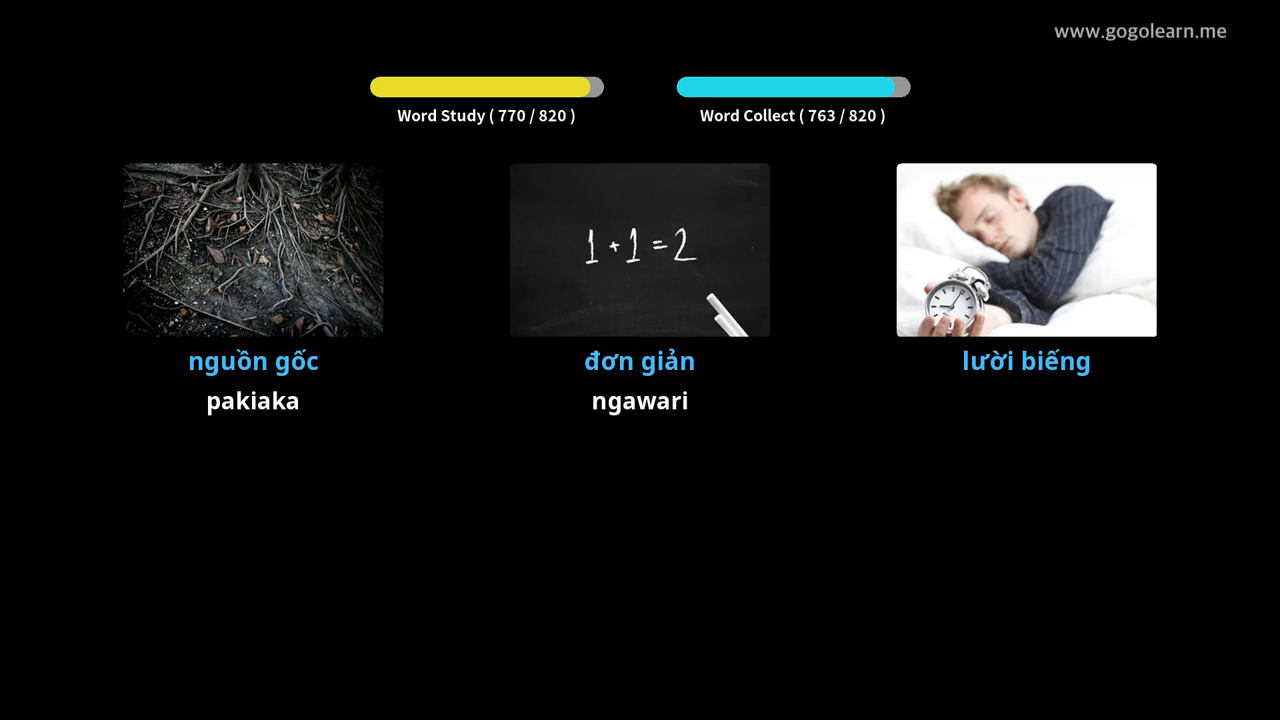 www.gogolearn.me
Word Study ( 770 / 820 )
Word Collect ( 763 / 820 )
1 + 1 = 2
nguồn gốc
đơn giản
lười biếng
pakiaka
ngawari